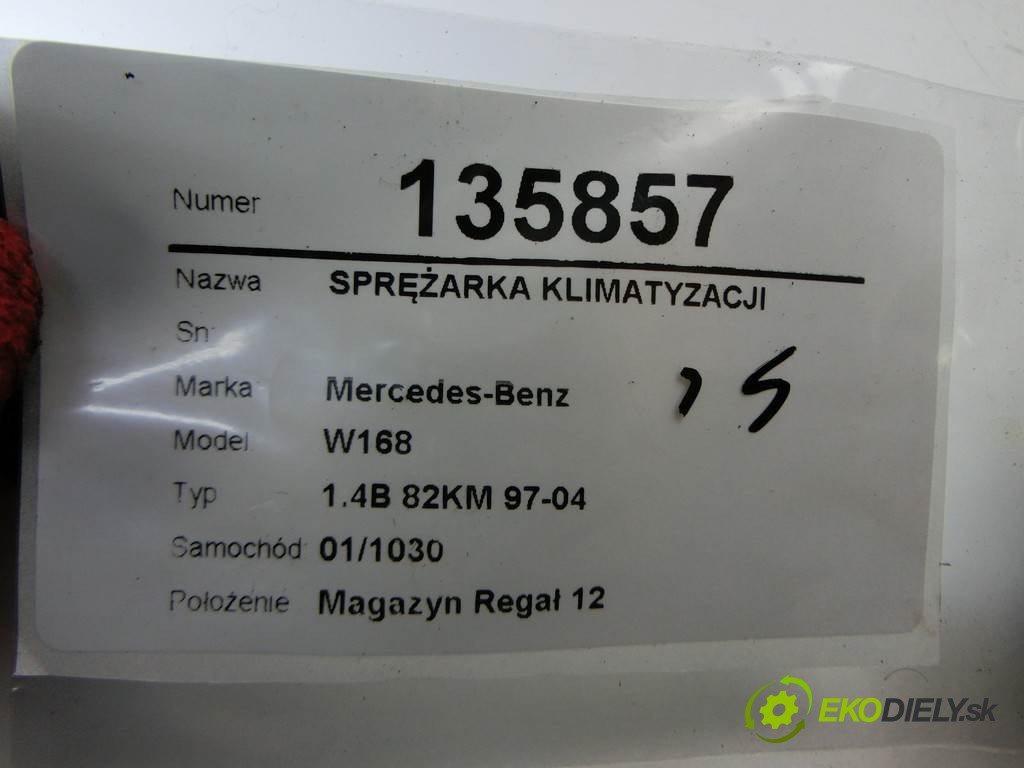 Numer 135857
Nazwa SPRĘŻARKA KLIMATYZACJI
Sn
Marka Mercedes-Benz
Model W168
Typ 1.4B 82KM 97-04
Samochód 01/1030
Położenie Magazyn Regał 12
EKODIELY.sk